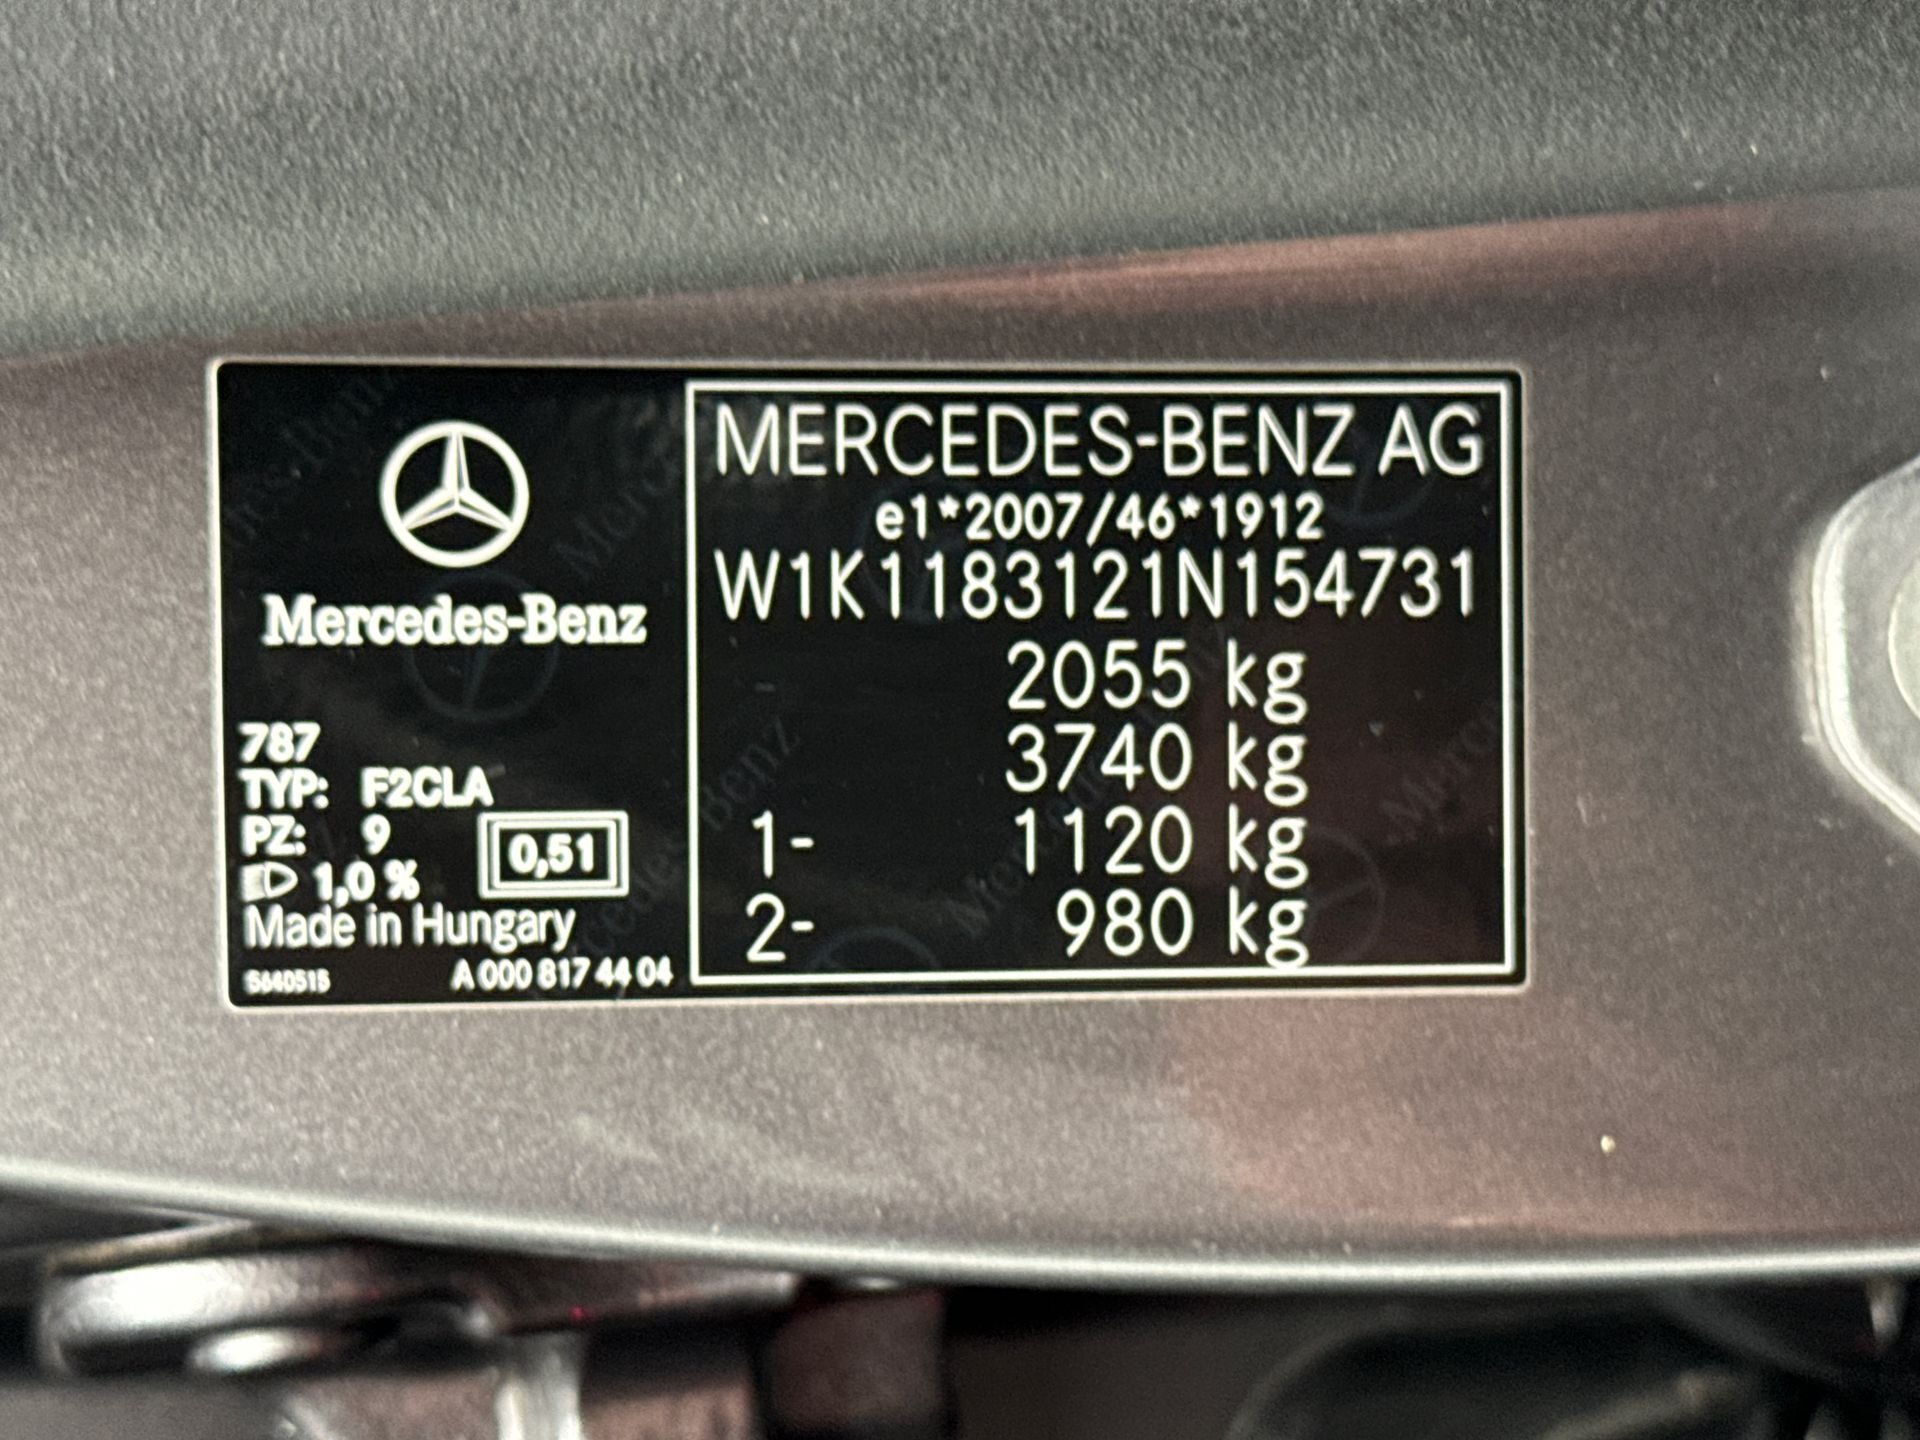 Mercedes-Benz
787
TYP: F2CLA
PZ: 9
1,0 %
0,51
Made in Hungary
5640515
A 000 817 44 04
MERCEDES-BENZ AG
e1*2007/46*1912
W1K1183121N154731
2055 kg
3740 kg
1- 1120 kg
2- 980 kg